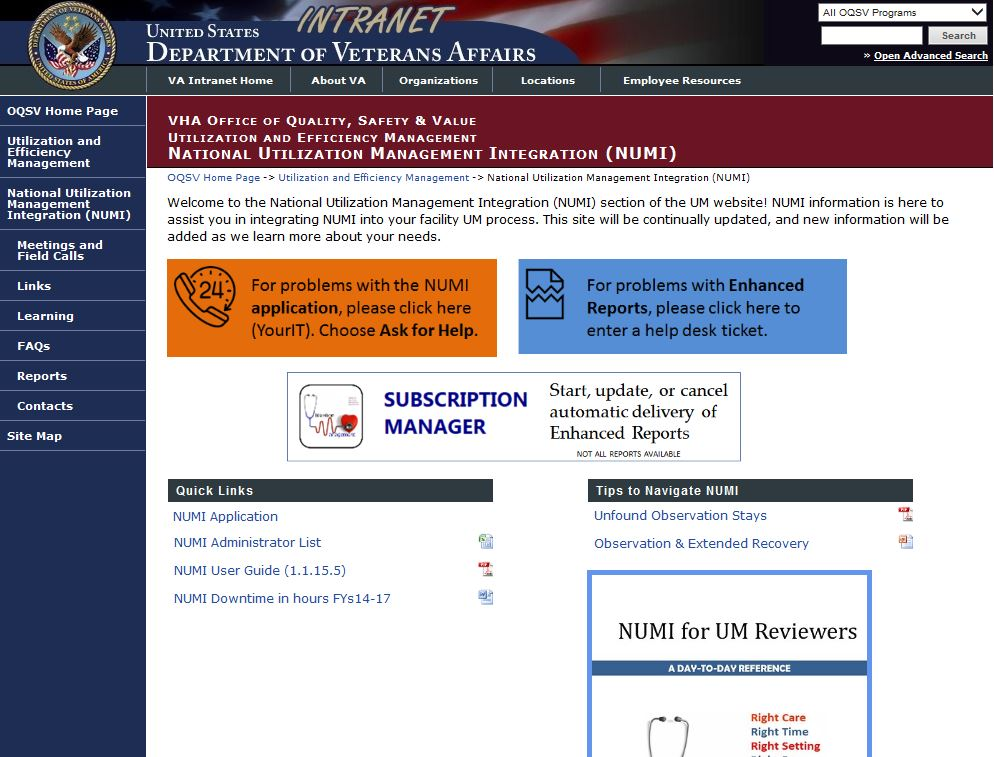 INTRANET
UNITED STATES
DEPARTMENT OF VETERANS AFFAIRS
All OQSV Programs
Search
» Open Advanced Search
VA Intranet Home
About VA
Organizations
Locations
Employee Resources
OQSV Home Page
Utilization and
Efficiency
Management
National Utilization
Management
Integration (NUMI)
Meetings and
Field Calls
Links
Learning
FAQs
Reports
Contacts
Site Map
VHA OFFICE OF QUALITY, SAFETY & VALUE
UTILIZATION AND EFFICIENCY MANAGEMENT
NATIONAL UTILIZATION MANAGEMENT INTEGRATION (NUMI)
OQSV Home Page -> Utilization and Efficiency Management -> National Utilization Management Integration (NUMI)
Welcome to the National Utilization Management Integration (NUMI) section of the UM website! NUMI information is here to
assist you in integrating NUMI into your facility UM process. This site will be continually updated, and new information will be
added as we learn more about your needs.
24
For problems with the NUMI
application, please click here
(YourIT). Choose Ask for Help.
For problems with Enhanced
Reports, please click here to
enter a help desk ticket.
SUBSCRIPTION
MANAGER
Start, update, or cancel
automatic delivery of
Enhanced Reports
NOT ALL REPORTS AVAILABLE
Quick Links
NUMI Application
NUMI Administrator List
NUMI User Guide (1.1.15.5)
NUMI Downtime in hours FYs14-17
Tips to Navigate NUMI
Unfound Observation Stays
Observation & Extended Recovery
NUMI for UM Reviewers
A DAY-TO-DAY REFERENCE
Right Care
Right Time
Right Setting